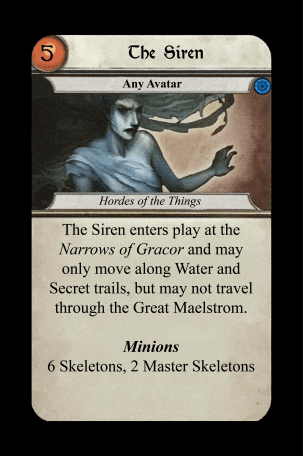 5
The Siren
Any Avatar
Hordes of the Things
The Siren enters play at the
Narrows of Gracor and may
only move along Water and
Secret trails, but may not travel
through the Great Maelstrom.
Minions
6 Skeletons, 2 Master Skeletons